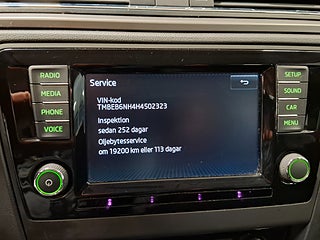 RADIO
MEDIA
PHONE
VOICE
Service
VIN-kod
TMBEB6NH4H4502323
Inspektion
sedan 252 dagar
Oljebytesservice
om 19200 km eller 113 dagar
SETUP
SOUND
CAR
MENU